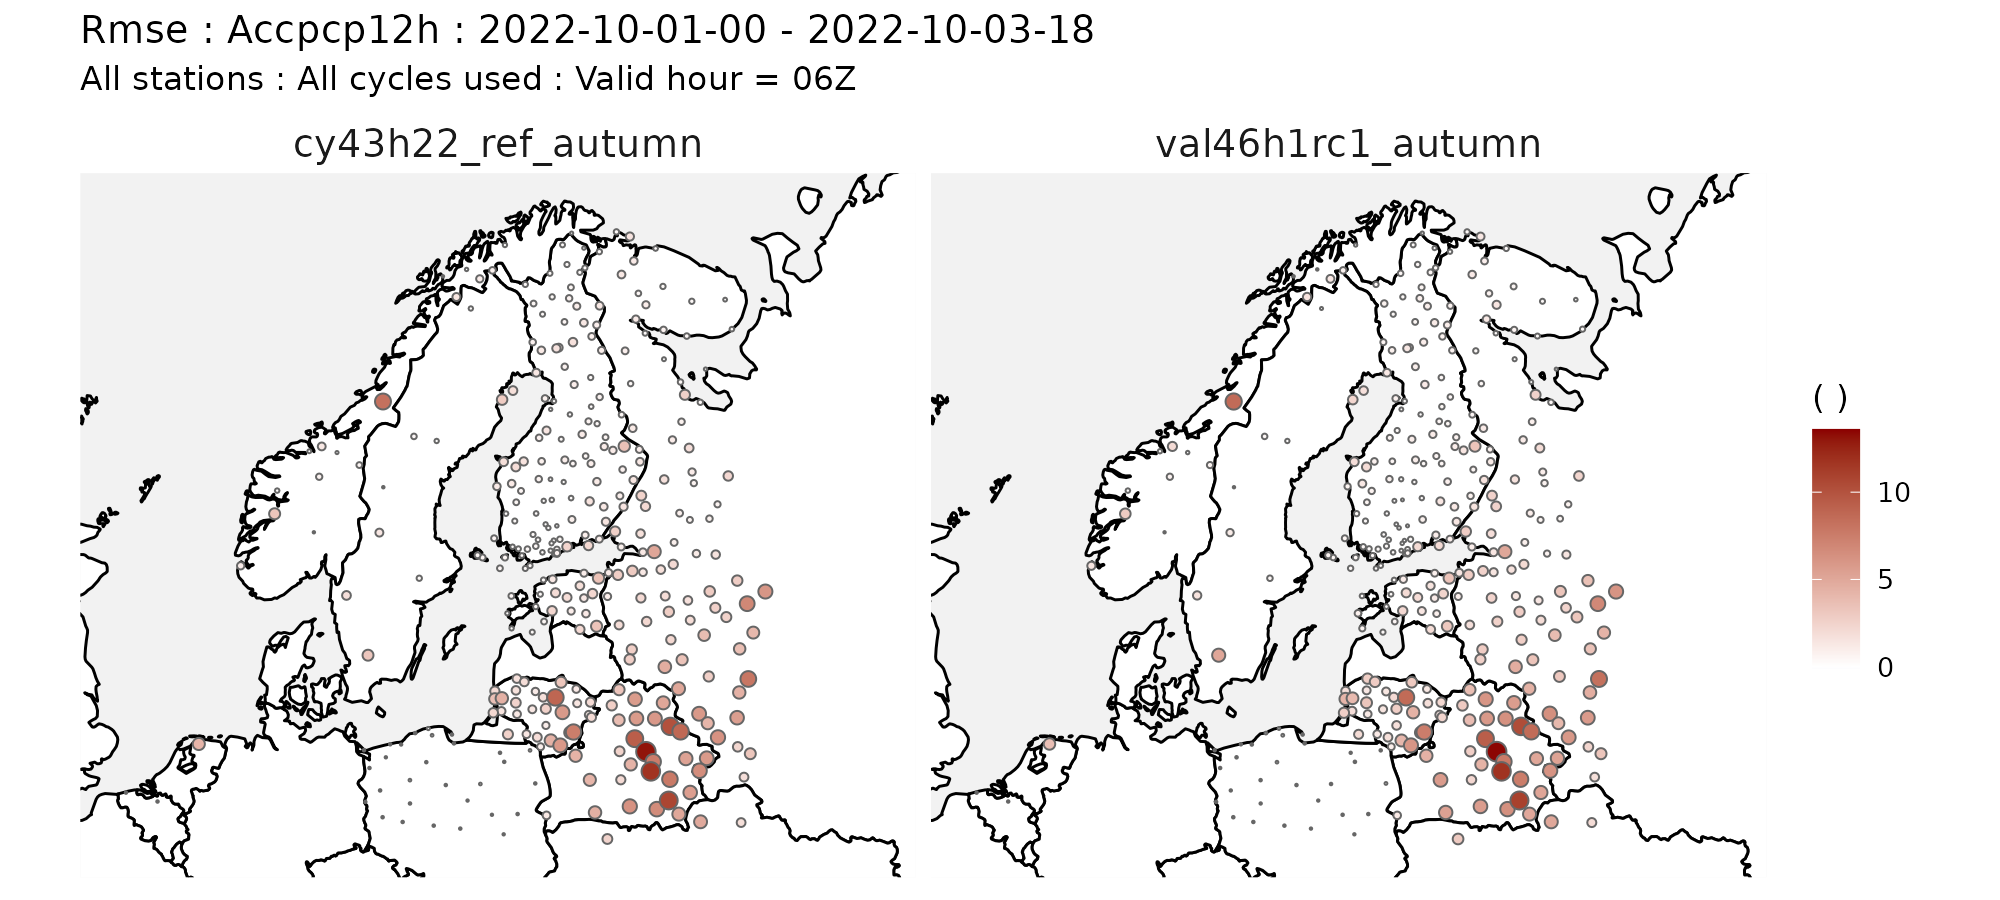 Rmse : Accpcp12h : 2022-10-01-00 - 2022-10-03-18
All stations : All cycles used : Valid hour = 06Z
cy43h22_ref_autumn
val46h1rc1_autumn
( )
10
5
0